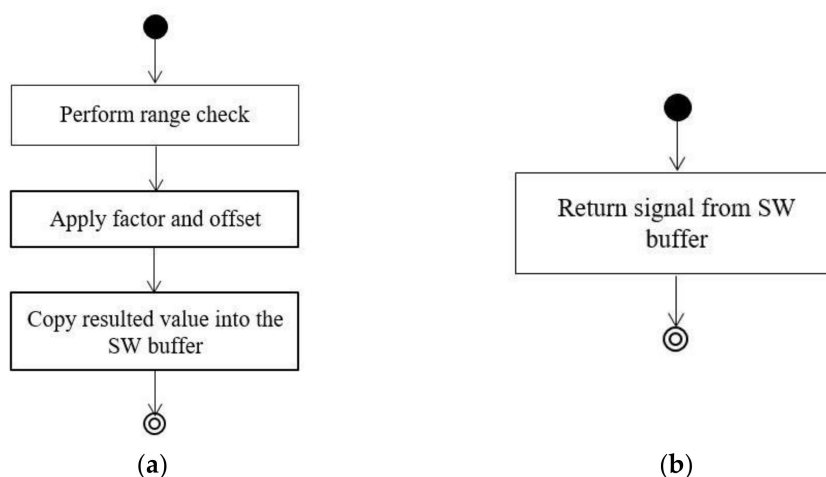 Perform range check
Apply factor and offset
Copy resulted value into the
SW buffer
(a)
Return signal from SW
buffer
(b)